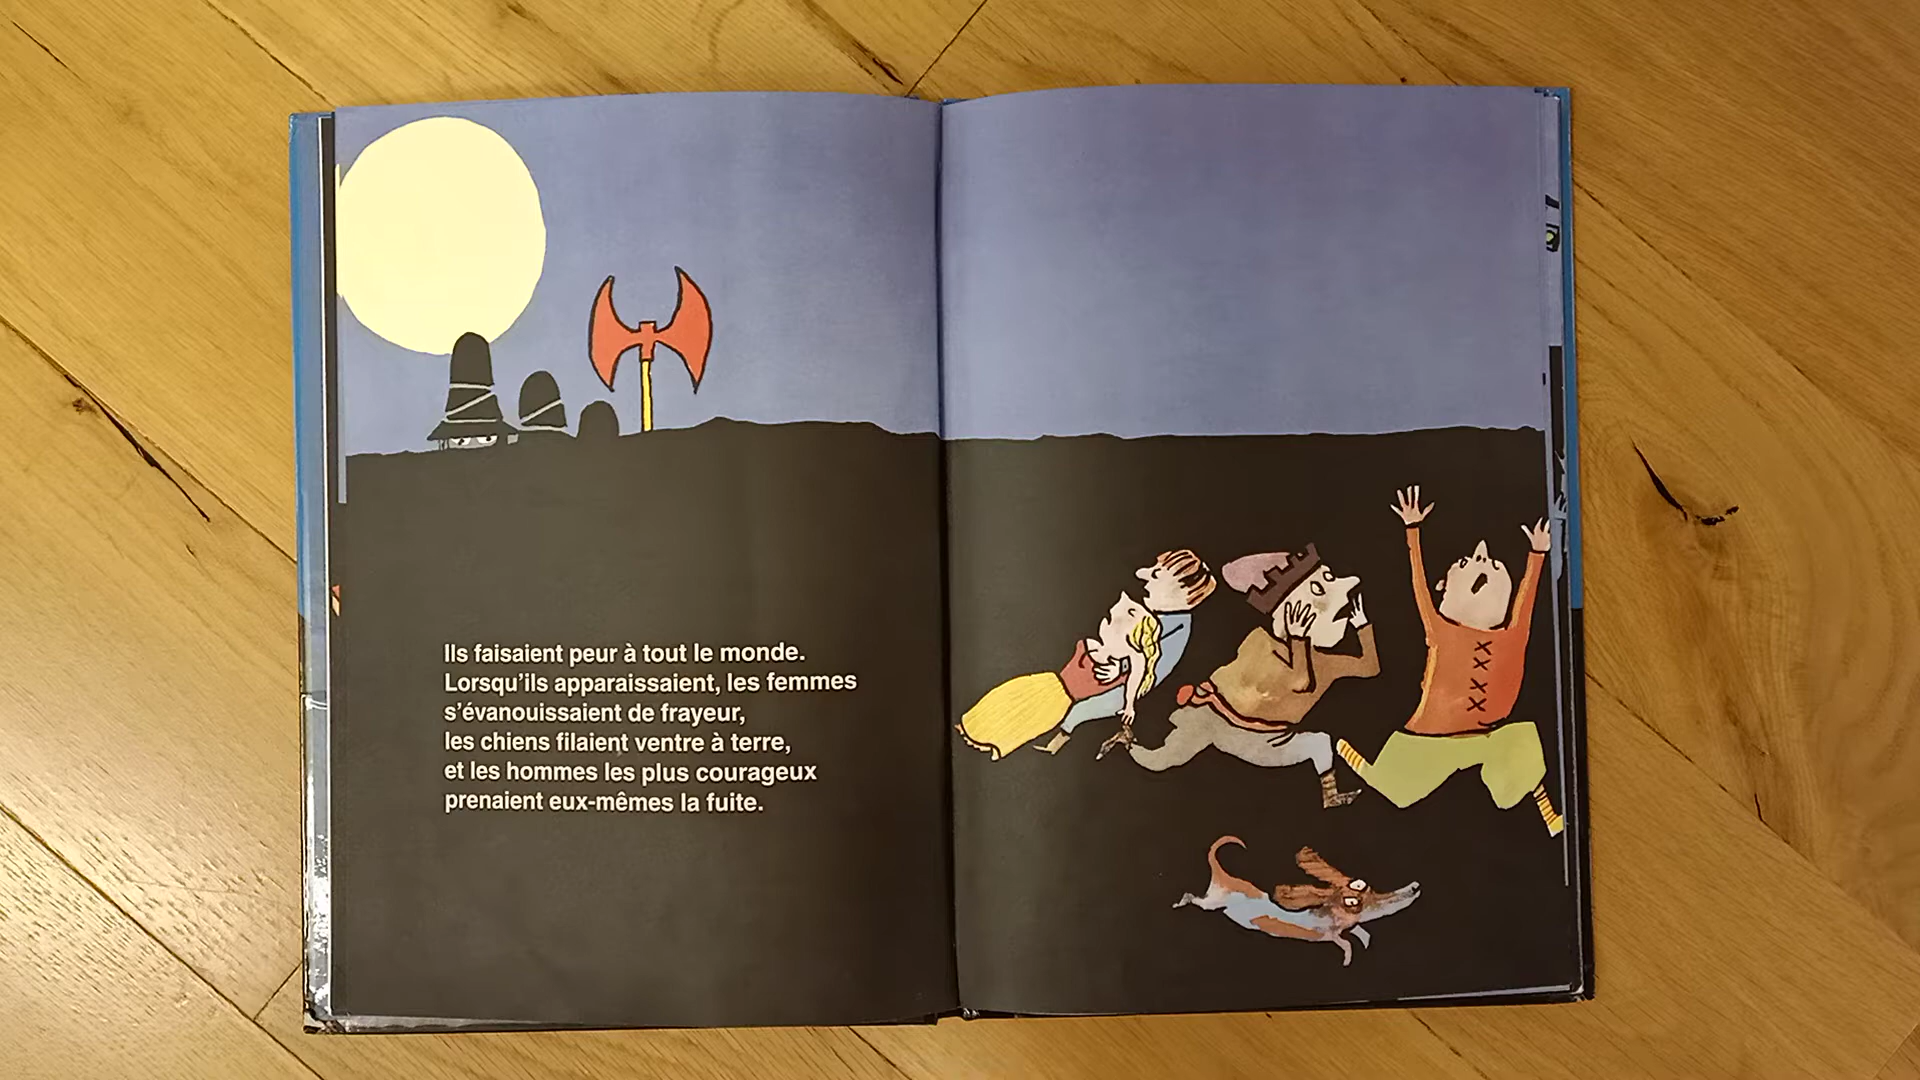 Ils faisaient peur à tout le monde.
Lorsqu'ils apparaissaient, les femmes
s'évanouissaient de frayeur,
les chiens filaient ventre à terre,
et les hommes les plus courageux
prenaient eux-mêmes la fuite.